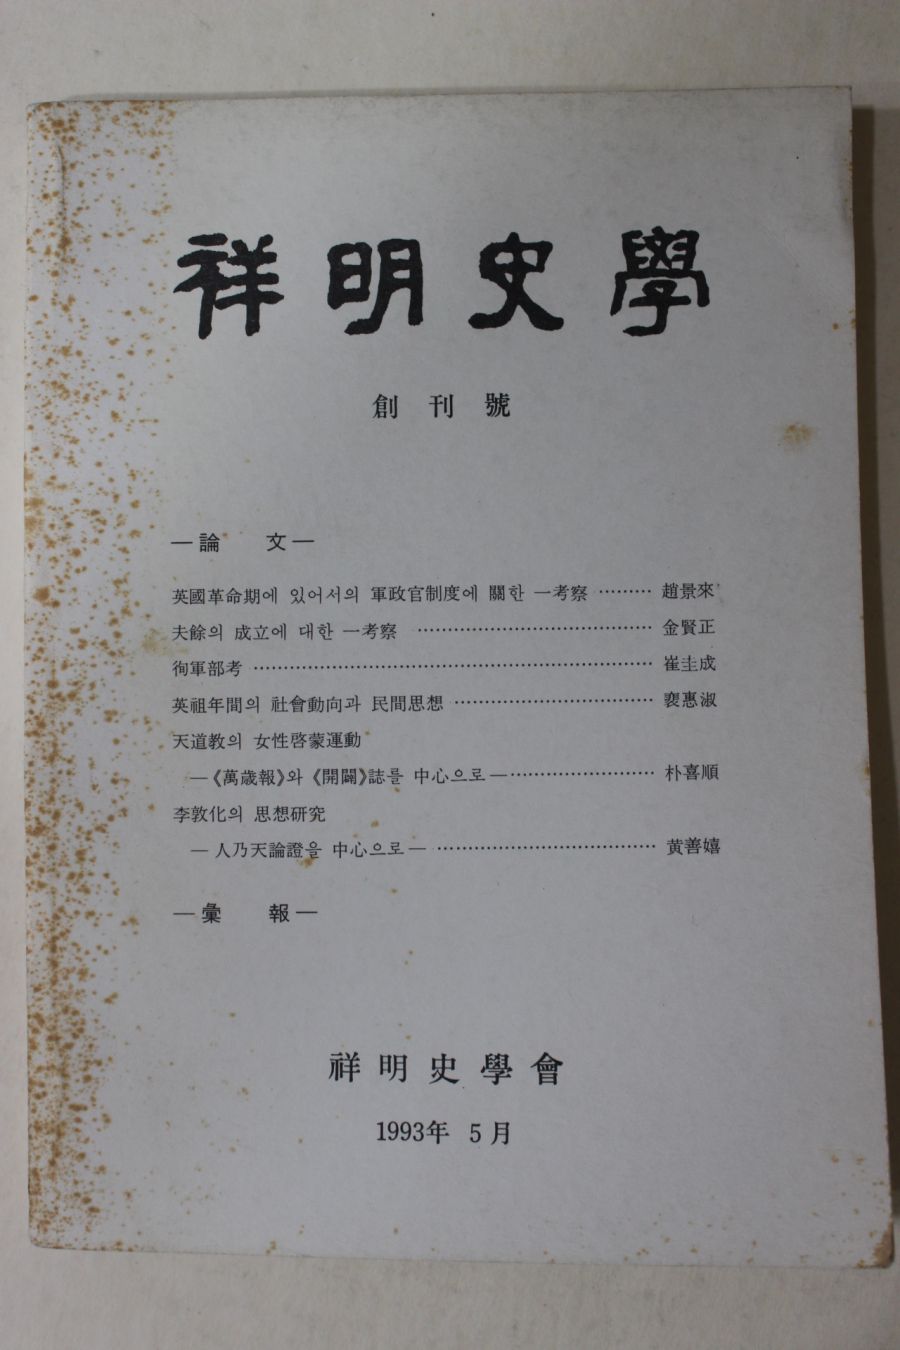 祥明史學
創刊號
—論 文—
英國革命期에 있어서의 軍政官制度에 關한 一考察 ……… 趙景來
夫餘의 成立에 대한 一考察 ……………………………… 金賢正
徇軍部考 ……………………………………………………… 崔圭成
英祖年間의 社會動向과 民間思想 ………………………… 裵惠淑
天道教의 女性啓蒙運動
—《萬歲報》와 《開闢》誌를 中心으로— ………………… 朴喜順
李敦化의 思想研究
— 人乃天論證을 中心으로— …………………………… 黄善嬉
—彙 報—
祥明史學會
1993年 5月